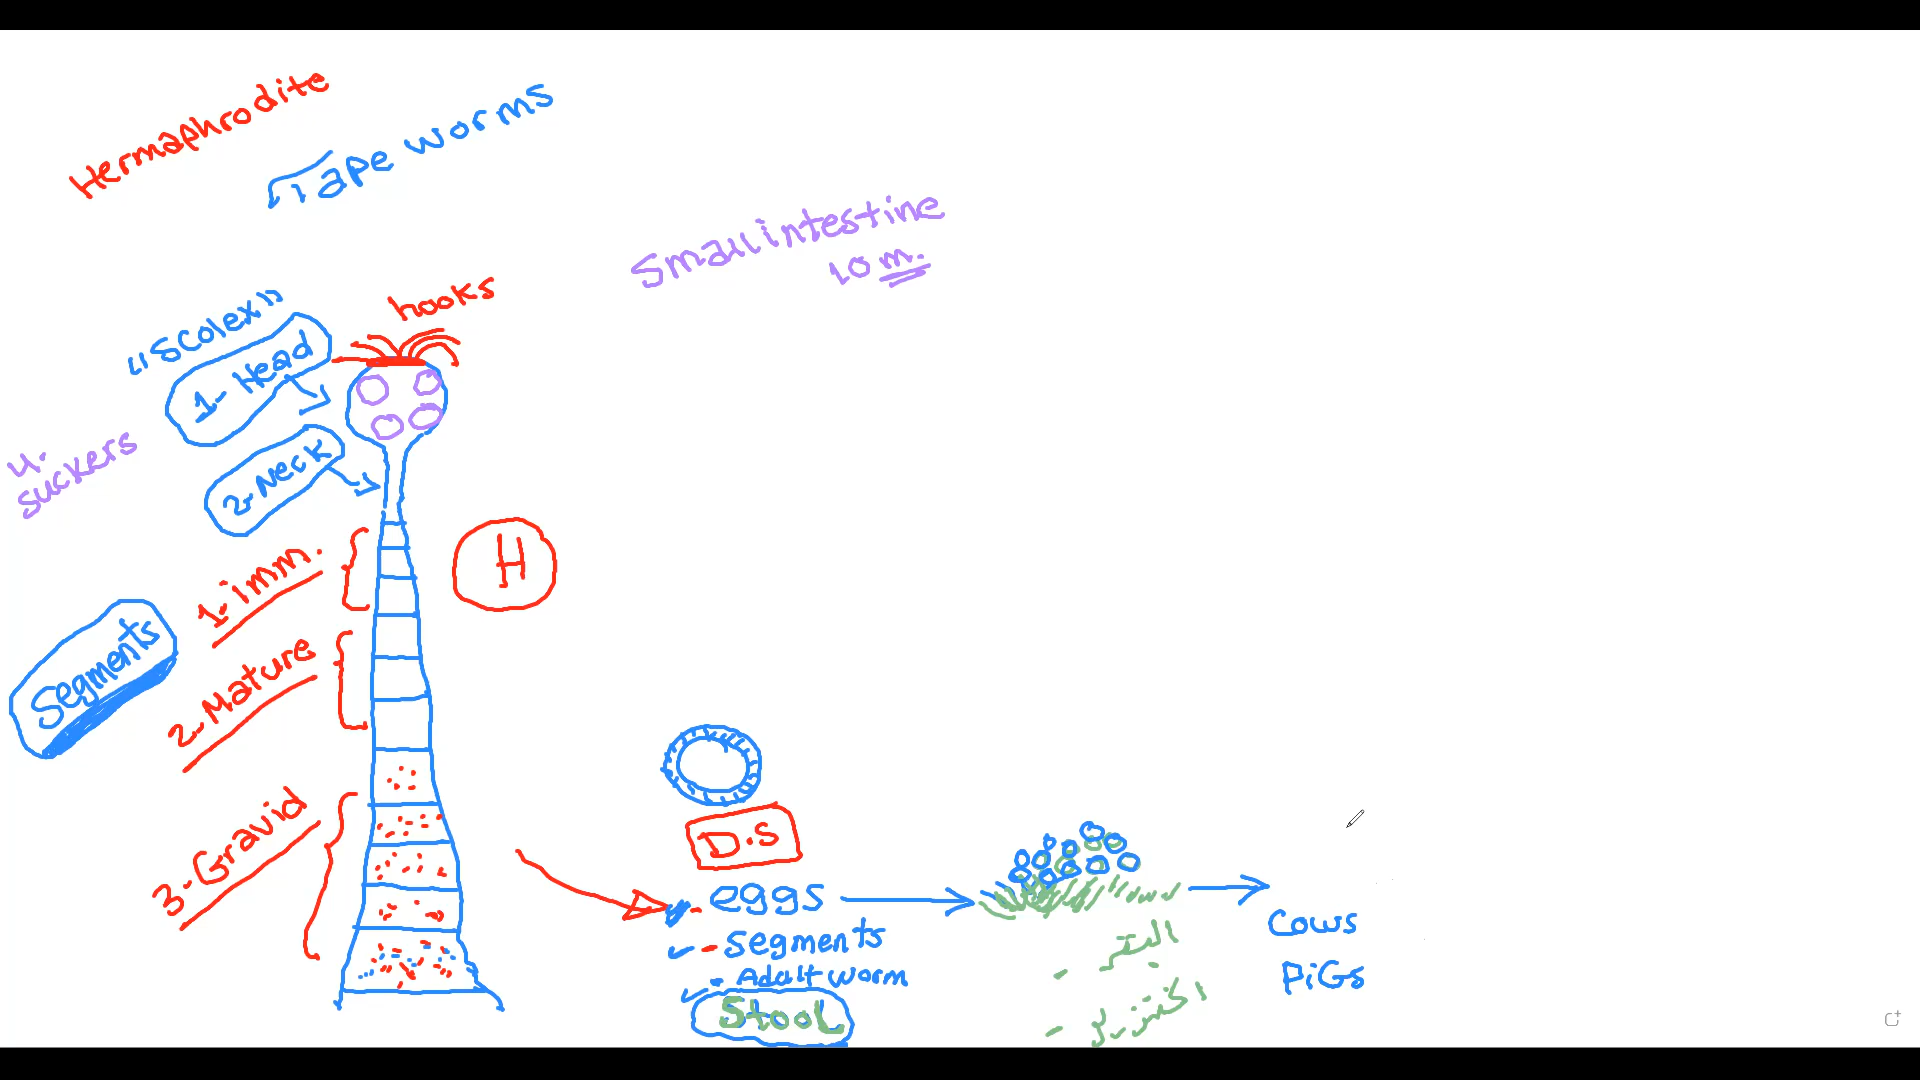 Hermaphrodite
Tape worms
Small intestine
10 m.
hooks
"Scolex"
1- Head
4.
suckers
2- Neck
H
1- imm.
Segments
2- Mature
3- Gravid
D.S
- eggs
- Segments
- Adult worm
Stool
- البقر
- الخنزير
Cows
PiGs